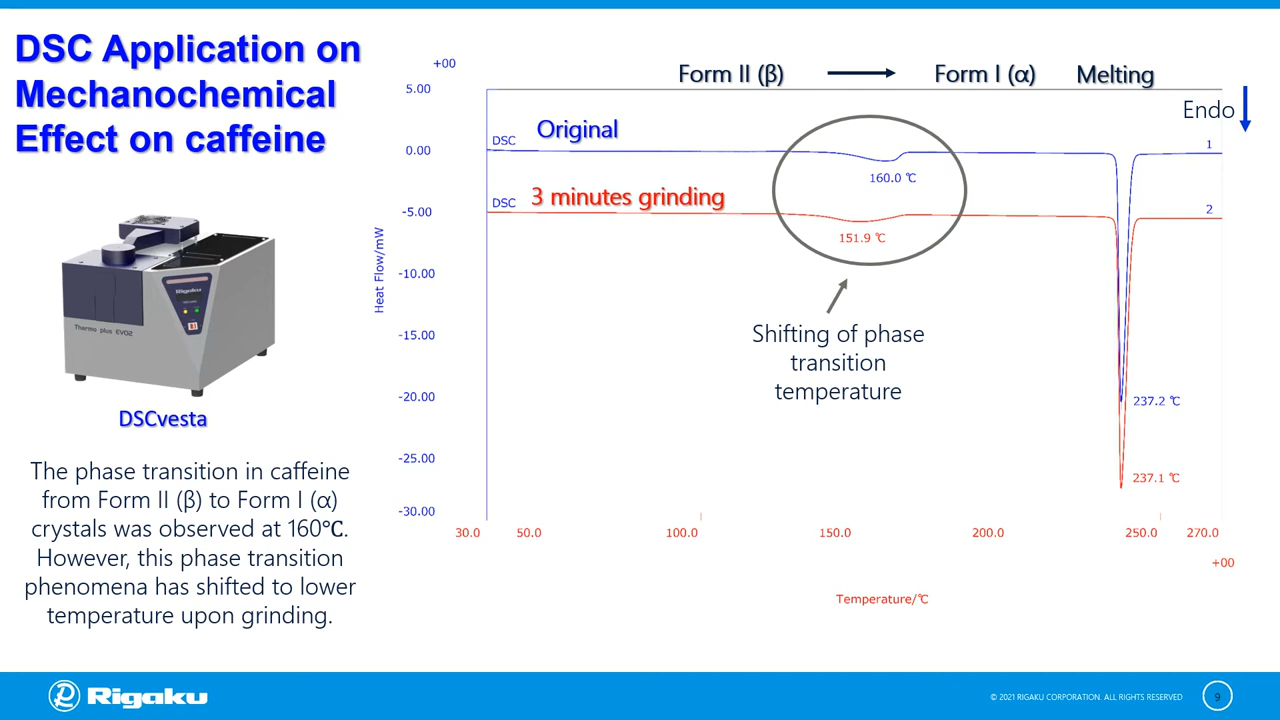 DSC Application on
Mechanochemical
Effect on caffeine
Rigaku
Thermo plus EVO2
DSCvesta
The phase transition in caffeine
from Form II (β) to Form I (α)
crystals was observed at 160℃.
However, this phase transition
phenomena has shifted to lower
temperature upon grinding.
Form II (β)
Form I (α)
Melting
Endo
+00
5.00
0.00
-5.00
-10.00
-15.00
-20.00
-25.00
-30.00
Heat Flow/mW
DSC
Original
1
160.0 ℃
DSC
3 minutes grinding
2
151.9 ℃
Shifting of phase
transition
temperature
237.2 ℃
237.1 ℃
30.0 50.0 100.0 150.0 200.0 250.0 270.0
+00
Temperature/℃
Rigaku
© 2021 RIGAKU CORPORATION. ALL RIGHTS RESERVED
9